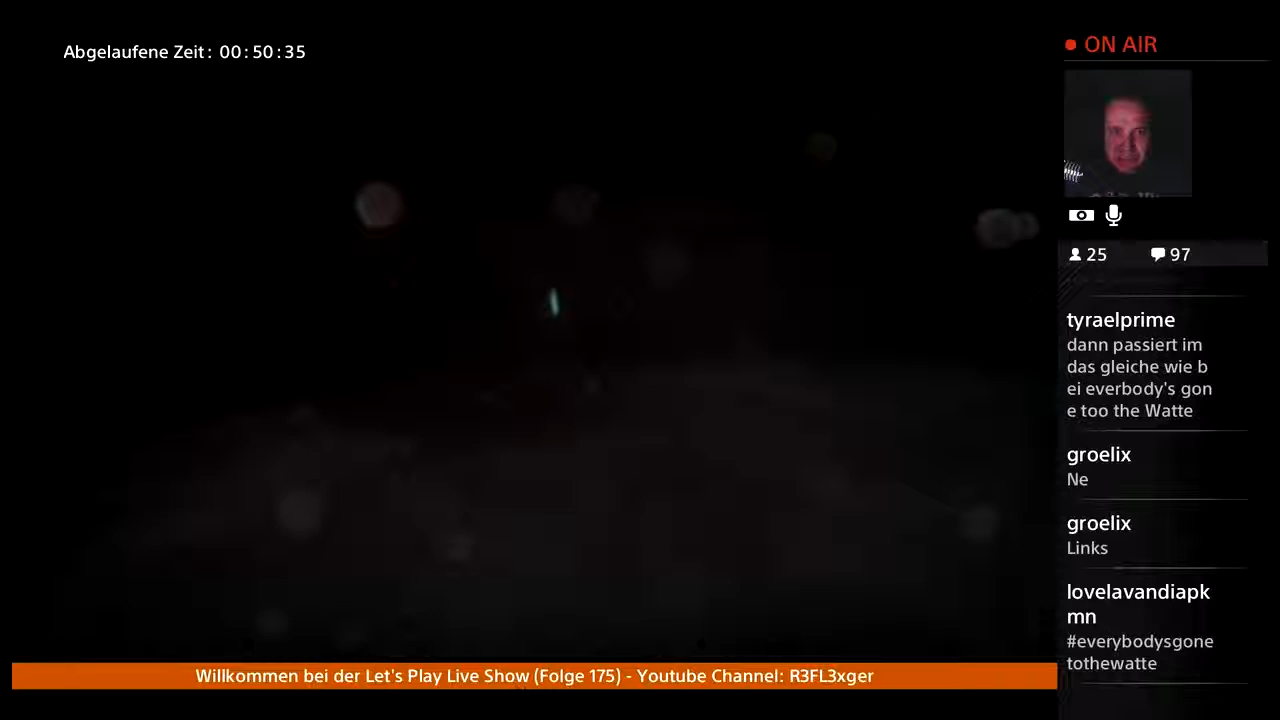 Abgelaufene Zeit: 00:50:35
ON AIR
25 97
tyraelprime
dann passiert im
das gleiche wie b
ei everbody's gon
e too the Watte
groelix
Ne
groelix
Links
lovelavandiapk
mn
#everybodysgone
tothewatte
Willkommen bei der Let's Play Live Show (Folge 175) - Youtube Channel: R3FL3xger